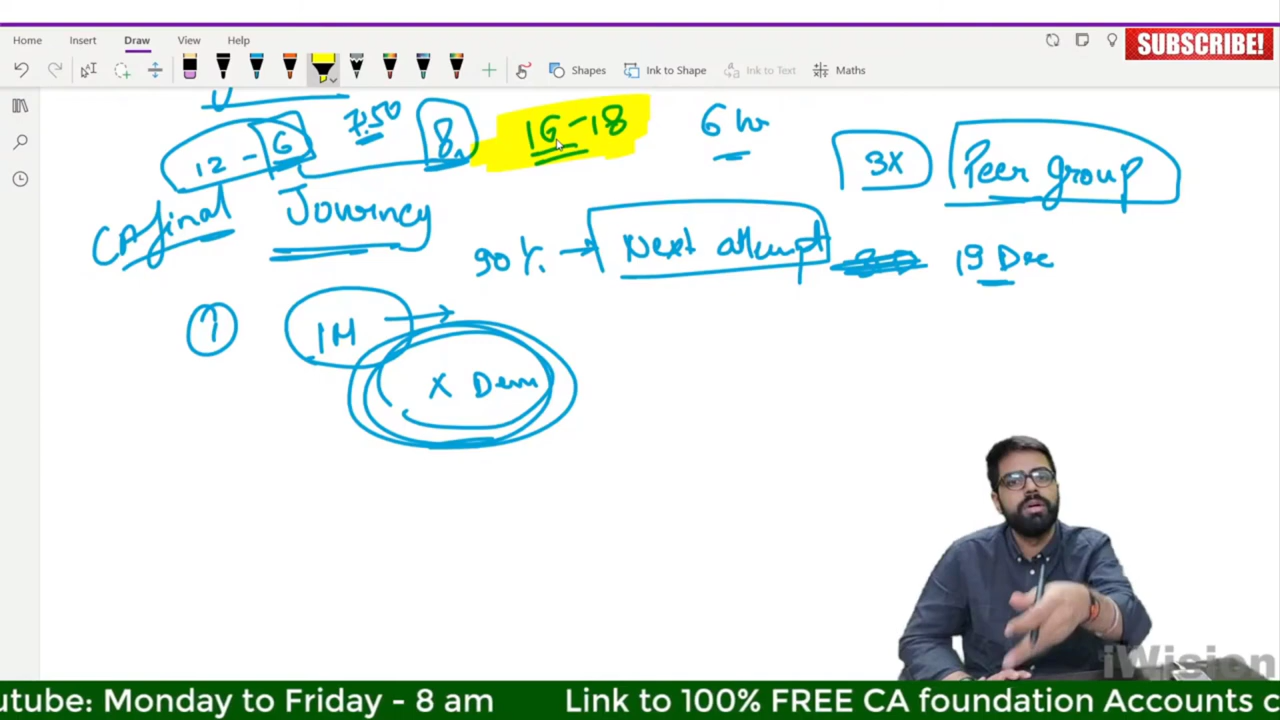 Home Insert Draw View Help
SUBSCRIBE!
Shapes Ink to Shape Ink to Text Maths
12 - 6 7:50 8 16-18 6 hr
3X Peer Group
CA final Journey
90% → Next attempt 19 Dec
① 1M →
X Dem
iWision
utube: Monday to Friday - 8 am Link to 100% FREE CA foundation Accounts c